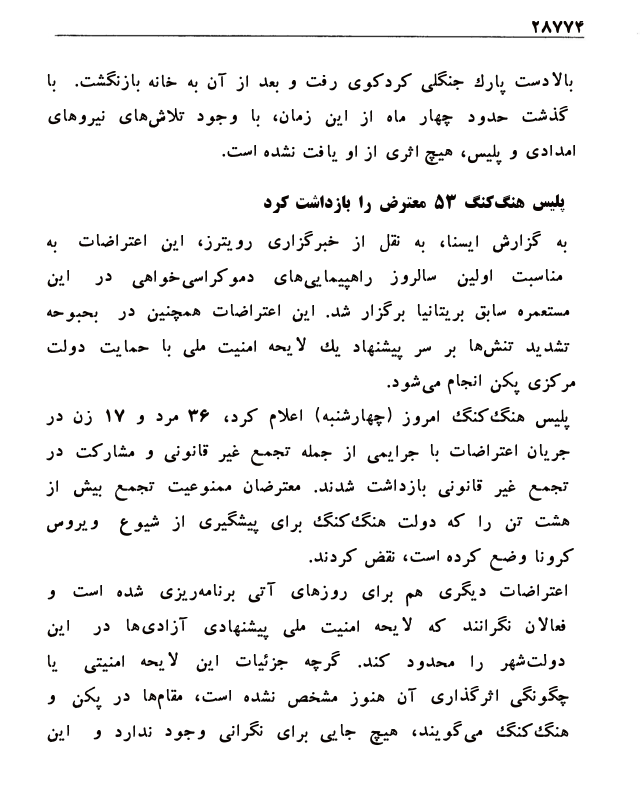 ۲۸۷۷۴
بالادست پارك جنگلی کردکوی رفت و بعد از آن به خانه بازنگشت. با
گذشت حدود چهار ماه از این زمان، با وجود تلاش‌های نیروهای
امدادی و پلیس، هیچ اثری از او یافت نشده است.
پلیس هنگ‌کنگ ۵۳ معترض را بازداشت کرد
به گزارش ایسنا، به نقل از خبرگزاری رویترز، این اعتراضات به
مناسبت اولین سالروز راهپیمایی‌های دموکراسی‌خواهی در این
مستعمره سابق بریتانیا برگزار شد. این اعتراضات همچنین در بحبوحه
تشدید تنش‌ها بر سر پیشنهاد یك لایحه امنیت ملی با حمایت دولت
مرکزی پکن انجام می‌شود.
پلیس هنگ‌کنگ امروز (چهارشنبه) اعلام کرد، ۳۶ مرد و ۱۷ زن در
جریان اعتراضات با جرایمی از جمله تجمع غیر قانونی و مشارکت در
تجمع غیر قانونی بازداشت شدند. معترضان ممنوعیت تجمع بیش از
هشت تن را که دولت هنگ‌کنگ برای پیشگیری از شیوع ویروس
کرونا وضع کرده است، نقض کردند.
اعتراضات دیگری هم برای روزهای آتی برنامه‌ریزی شده است و
فعالان نگرانند که لایحه امنیت ملی پیشنهادی آزادی‌ها در این
دولت‌شهر را محدود کند. گرچه جزئیات این لایحه امنیتی یا
چگونگی اثرگذاری آن هنوز مشخص نشده است، مقام‌ها در پکن و
هنگ‌کنگ می‌گویند، هیچ جایی برای نگرانی وجود ندارد و این